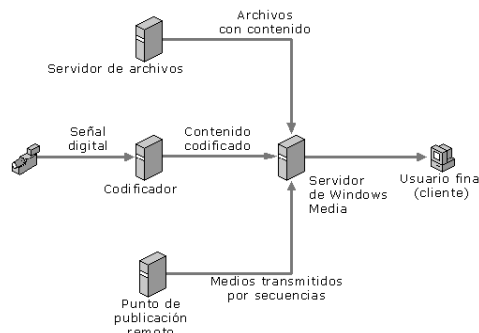 Archivos
con contenido
Servidor de archivos
Señal
digital
Contenido
codificado
Codificador
Servidor
de Windows
Media
Usuario fina
(cliente)
Medios transmitidos
por secuencias
Punto de
publicación
remoto